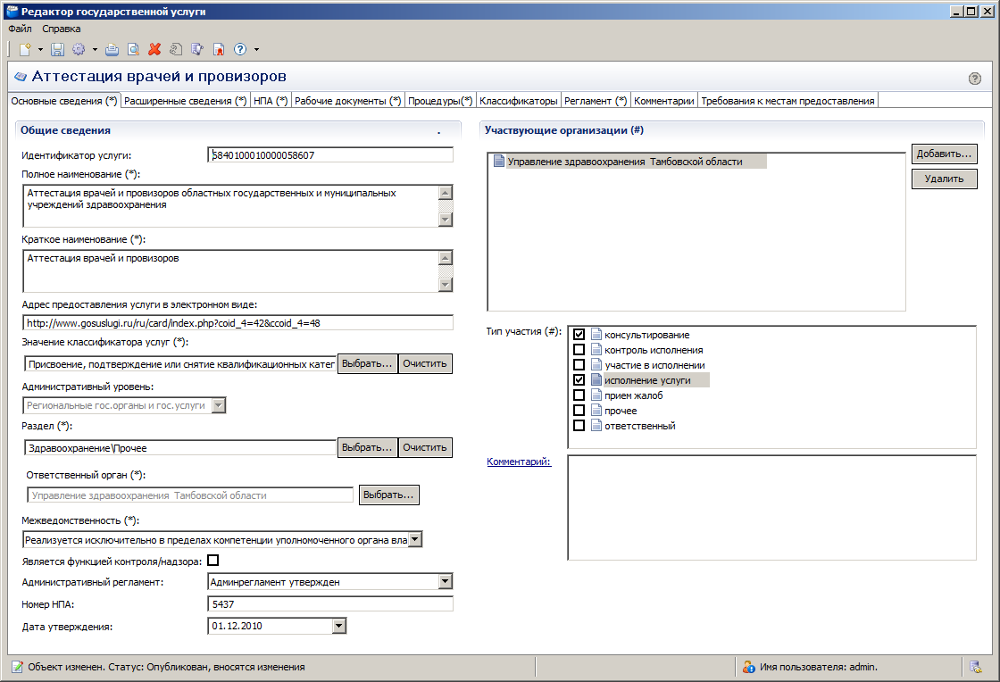 Редактор государственной услуги
Файл Справка
Аттестация врачей и провизоров
Основные сведения (*) Расширенные сведения (*) НПА (*) Рабочие документы (*) Процедуры(*) Классификаторы Регламент (*) Комментарии Требования к местам предоставления
Общие сведения .
Идентификатор услуги: 6840100010000058607
Полное наименование (*):
Аттестация врачей и провизоров областных государственных и муниципальных
учреждений здравоохранения
Краткое наименование (*):
Аттестация врачей и провизоров
Адрес предоставления услуги в электронном виде:
http://www.gosuslugi.ru/ru/card/index.php?coid_4=42&ccoid_4=48
Значение классификатора услуг (*):
Присвоение, подтверждение или снятие квалификационных катег Выбрать... Очистить
Административный уровень:
Региональные гос.органы и гос.услуги
Раздел (*):
Здравоохранение\Прочее Выбрать... Очистить
Ответственный орган (*):
Управление здравоохранения Тамбовской области Выбрать...
Межведомственность (*):
Реализуется исключительно в пределах компетенции уполномоченного органа вла
Является функцией контроля/надзора:
Административный регламент: Админрегламент утвержден
Номер НПА: 5437
Дата утверждения: 01.12.2010
Участвующие организации (#)
Управление здравоохранения Тамбовской области
Добавить...
Удалить
Тип участия (#):
консультирование
контроль исполнения
участие в исполнении
исполнение услуги
прием жалоб
прочее
ответственный
Комментарий:
Объект изменен. Статус: Опубликован, вносятся изменения
Имя пользователя: admin.